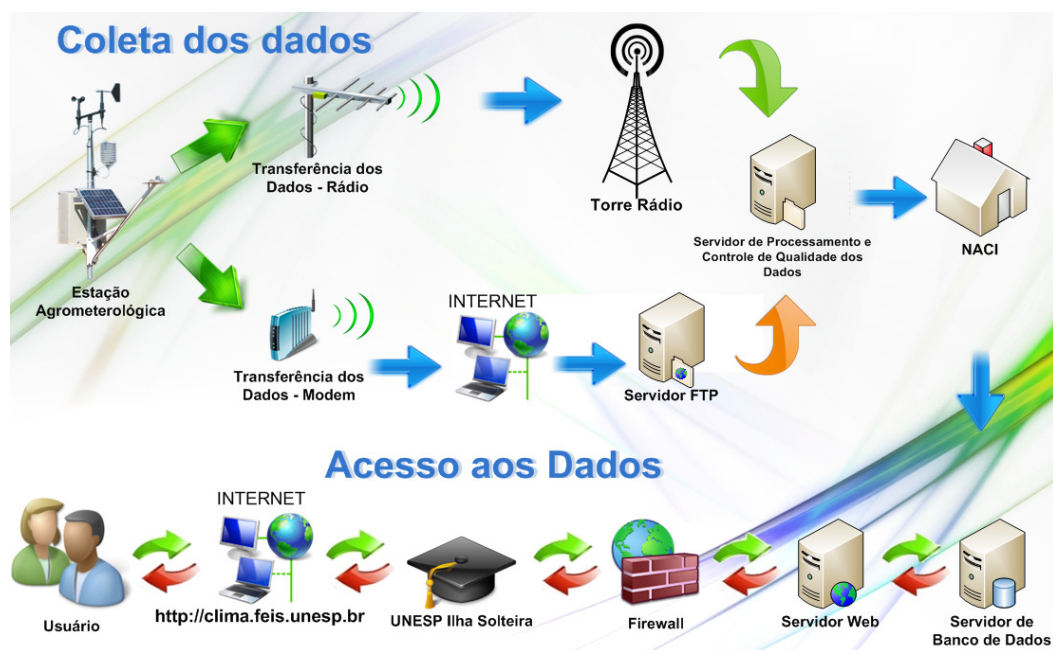 Coleta dos dados
Transferência dos
Dados - Rádio
Torre Rádio
Servidor de Processamento e
Controle de Qualidade dos
Dados
NACI
Estação
Agrometerológica
INTERNET
Transferência dos
Dados - Modem
Servidor FTP
Acesso aos Dados
INTERNET
Usuário
http://clima.feis.unesp.br
UNESP Ilha Solteira
Firewall
Servidor Web
Servidor de
Banco de Dados